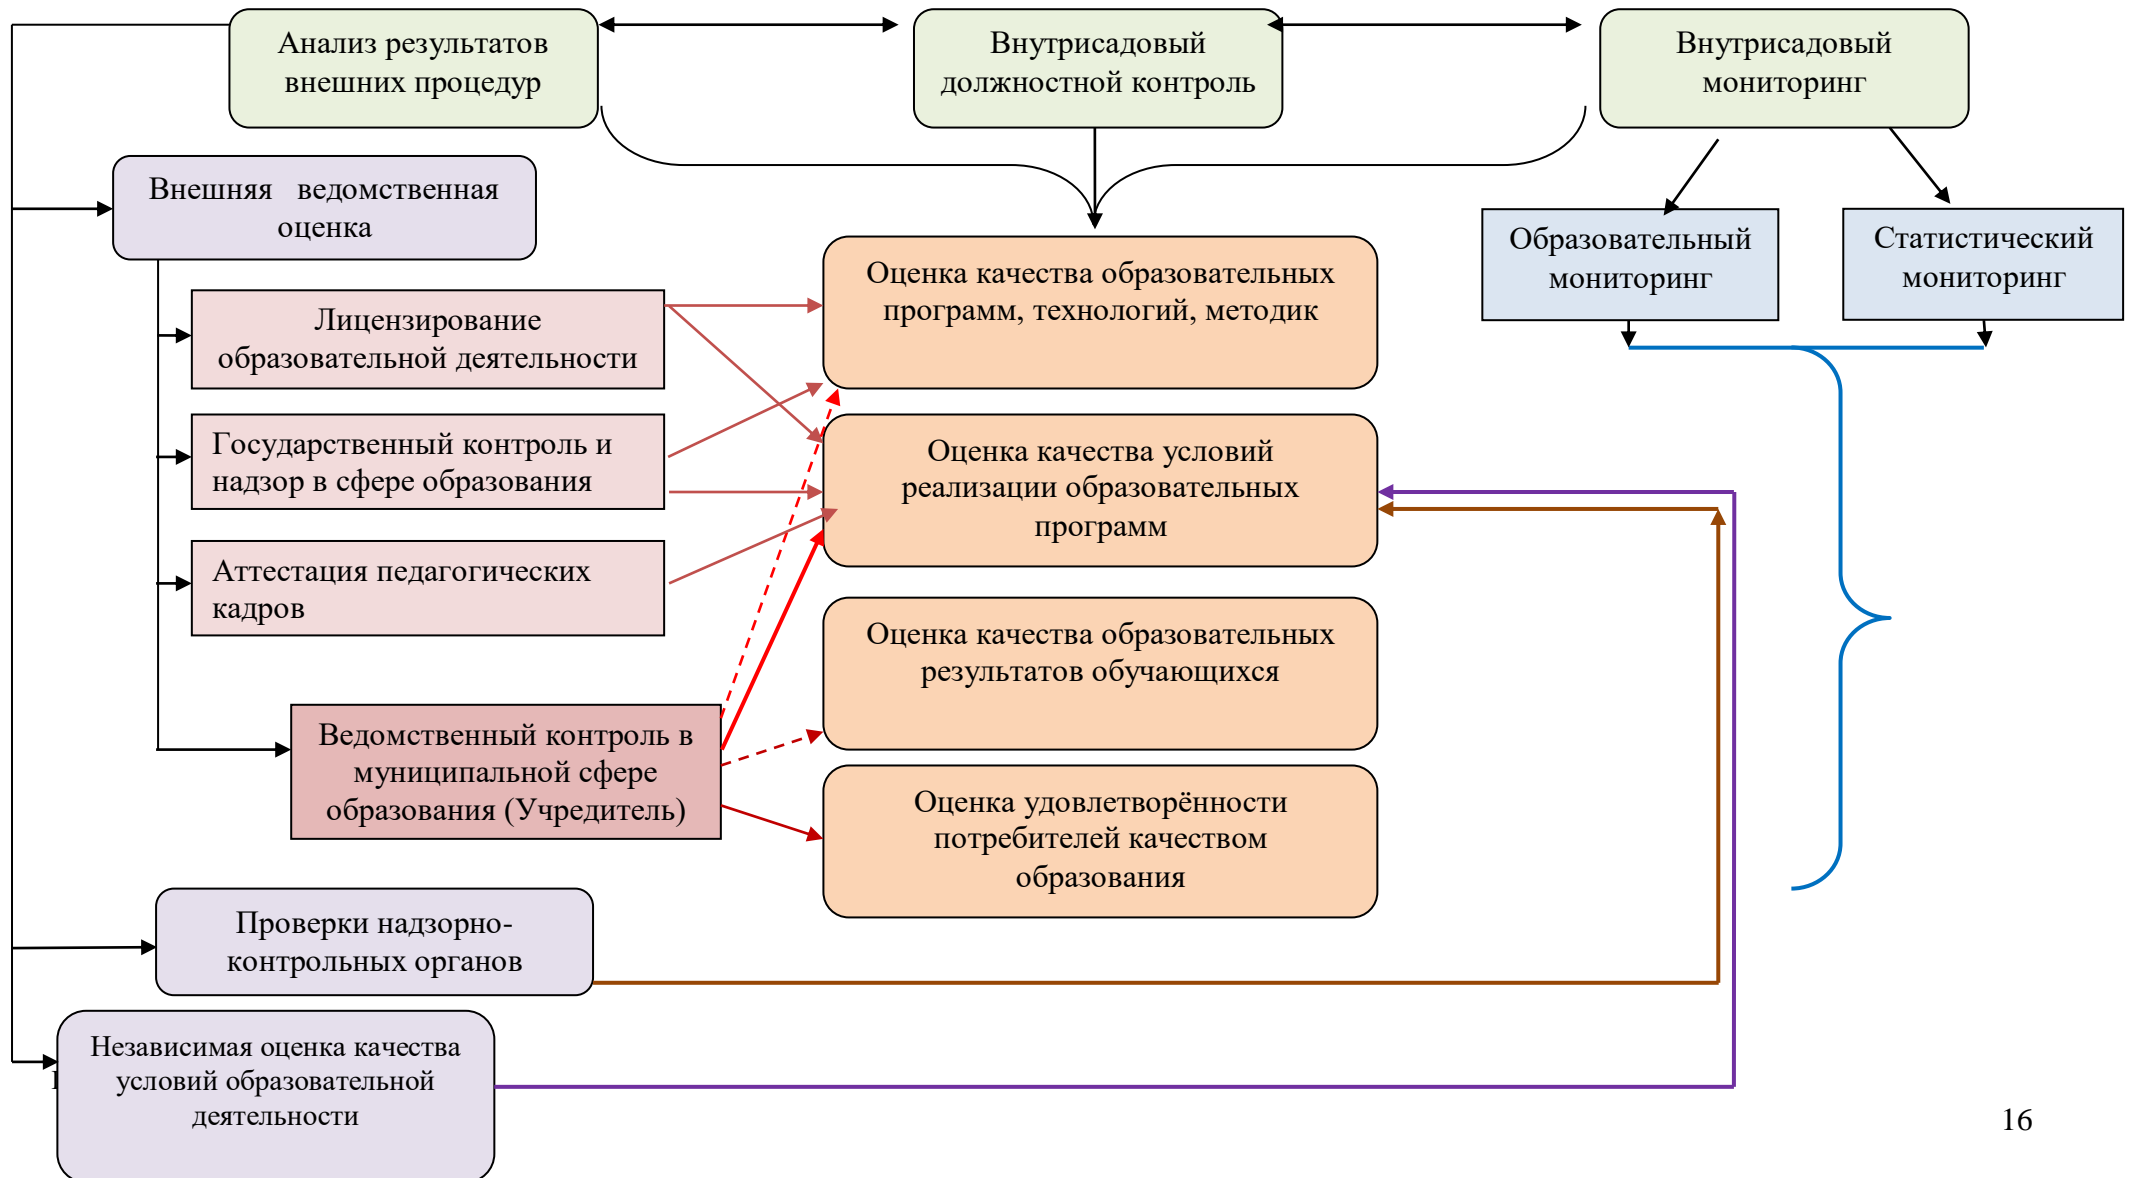 Анализ результатов
внешних процедур
Внутрисадовый
должностной контроль
Внутрисадовый
мониторинг
Внешняя ведомственная
оценка
Образовательный
мониторинг
Статистический
мониторинг
Лицензирование
образовательной деятельности
Государственный контроль и
надзор в сфере образования
Аттестация педагогических
кадров
Ведомственный контроль в
муниципальной сфере
образования (Учредитель)
Оценка качества образовательных
программ, технологий, методик
Оценка качества условий
реализации образовательных
программ
Оценка качества образовательных
результатов обучающихся
Оценка удовлетворённости
потребителей качеством
образования
Проверки надзорно-
контрольных органов
Независимая оценка качества
условий образовательной
деятельности
16